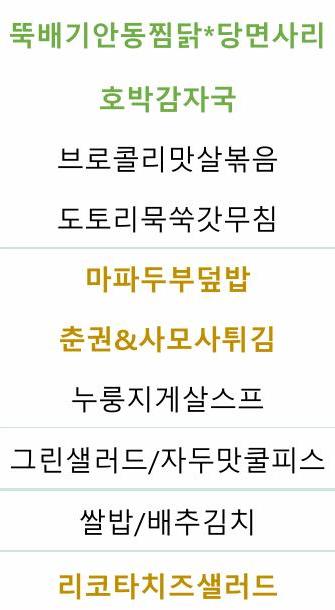 뚝배기안동찜닭*당면사리
호박감자국
브로콜리맛살볶음
도토리묵쑥갓무침
마파두부덮밥
춘권&사모사튀김
누룽지게살스프
그린샐러드/자두맛쿨피스
쌀밥/배추김치
리코타치즈샐러드